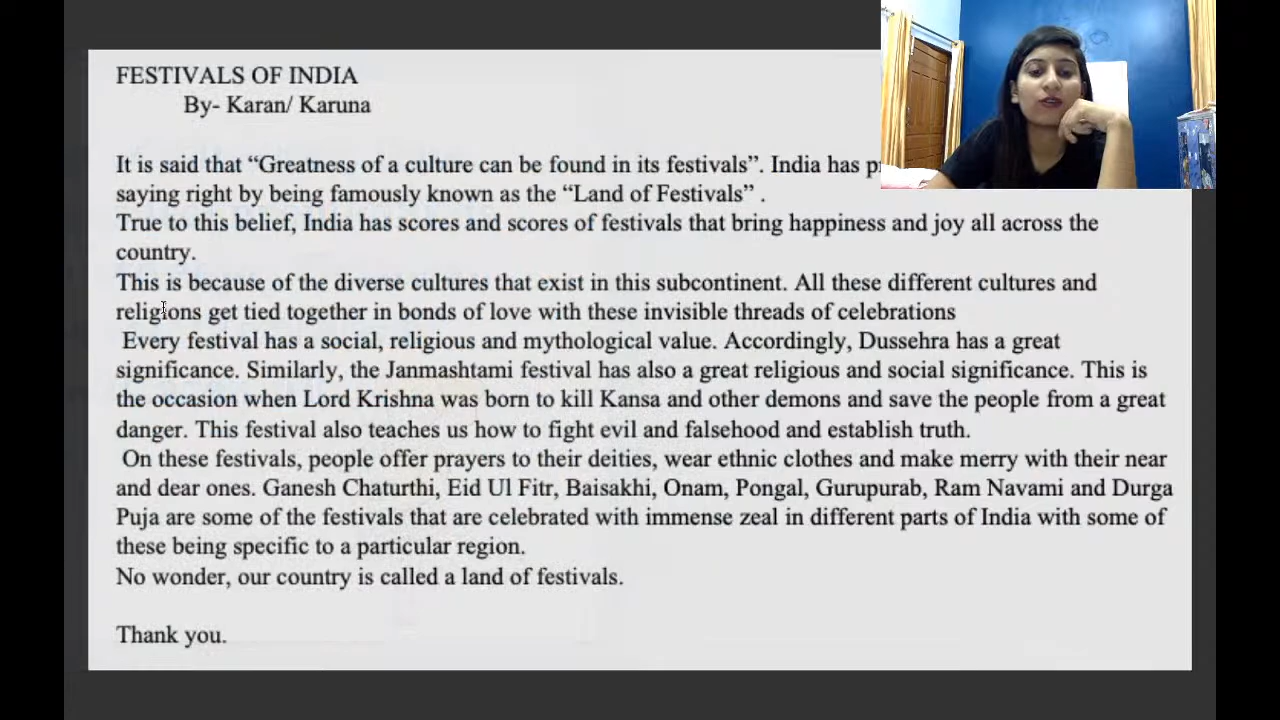 FESTIVALS OF INDIA
By- Karan/ Karuna
It is said that “Greatness of a culture can be found in its festivals”. India has
saying right by being famously known as the “Land of Festivals” .
True to this belief, India has scores and scores of festivals that bring happiness and joy all across the
country.
This is because of the diverse cultures that exist in this subcontinent. All these different cultures and
religions get tied together in bonds of love with these invisible threads of celebrations
Every festival has a social, religious and mythological value. Accordingly, Dussehra has a great
significance. Similarly, the Janmashtami festival has also a great religious and social significance. This is
the occasion when Lord Krishna was born to kill Kansa and other demons and save the people from a great
danger. This festival also teaches us how to fight evil and falsehood and establish truth.
On these festivals, people offer prayers to their deities, wear ethnic clothes and make merry with their near
and dear ones. Ganesh Chaturthi, Eid Ul Fitr, Baisakhi, Onam, Pongal, Gurupurab, Ram Navami and Durga
Puja are some of the festivals that are celebrated with immense zeal in different parts of India with some of
these being specific to a particular region.
No wonder, our country is called a land of festivals.
Thank you.